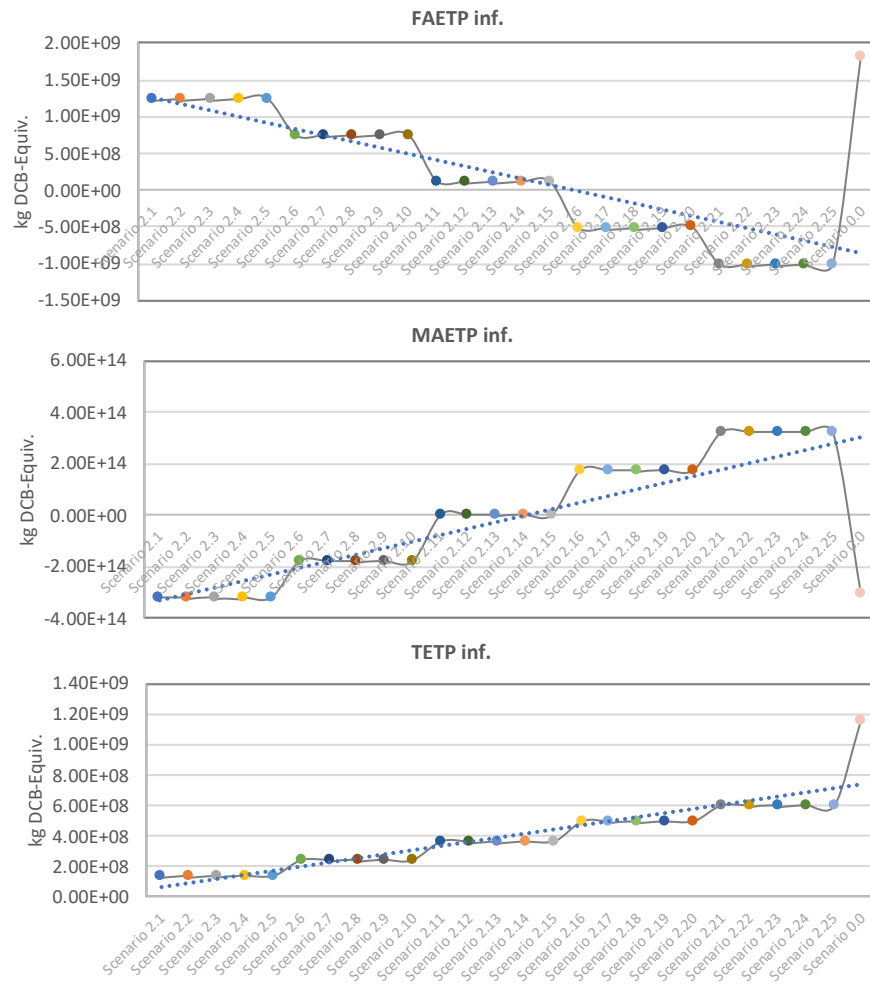 FAETP inf.
kg DCB-Equiv.
2.00E+09
1.50E+09
1.00E+09
5.00E+08
0.00E+00
-5.00E+08
-1.00E+09
-1.50E+09
Scenario 2.1
Scenario 2.2
Scenario 2.3
Scenario 2.4
Scenario 2.5
Scenario 2.6
Scenario 2.7
Scenario 2.8
Scenario 2.9
Scenario 2.10
Scenario 2.11
Scenario 2.12
Scenario 2.13
Scenario 2.14
Scenario 2.15
Scenario 2.16
Scenario 2.17
Scenario 2.18
Scenario 2.19
Scenario 2.20
Scenario 2.21
Scenario 2.22
Scenario 2.23
Scenario 2.24
Scenario 2.25
Scenario 0.0
MAETP inf.
kg DCB-Equiv.
6.00E+14
4.00E+14
2.00E+14
0.00E+00
-2.00E+14
-4.00E+14
Scenario 2.1
Scenario 2.2
Scenario 2.3
Scenario 2.4
Scenario 2.5
Scenario 2.6
Scenario 2.7
Scenario 2.8
Scenario 2.9
Scenario 2.10
Scenario 2.11
Scenario 2.12
Scenario 2.13
Scenario 2.14
Scenario 2.15
Scenario 2.16
Scenario 2.17
Scenario 2.18
Scenario 2.19
Scenario 2.20
Scenario 2.21
Scenario 2.22
Scenario 2.23
Scenario 2.24
Scenario 2.25
Scenario 0.0
TETP inf.
kg DCB-Equiv.
1.40E+09
1.20E+09
1.00E+09
8.00E+08
6.00E+08
4.00E+08
2.00E+08
0.00E+00
Scenario 2.1
Scenario 2.2
Scenario 2.3
Scenario 2.4
Scenario 2.5
Scenario 2.6
Scenario 2.7
Scenario 2.8
Scenario 2.9
Scenario 2.10
Scenario 2.11
Scenario 2.12
Scenario 2.13
Scenario 2.14
Scenario 2.15
Scenario 2.16
Scenario 2.17
Scenario 2.18
Scenario 2.19
Scenario 2.20
Scenario 2.21
Scenario 2.22
Scenario 2.23
Scenario 2.24
Scenario 2.25
Scenario 0.0